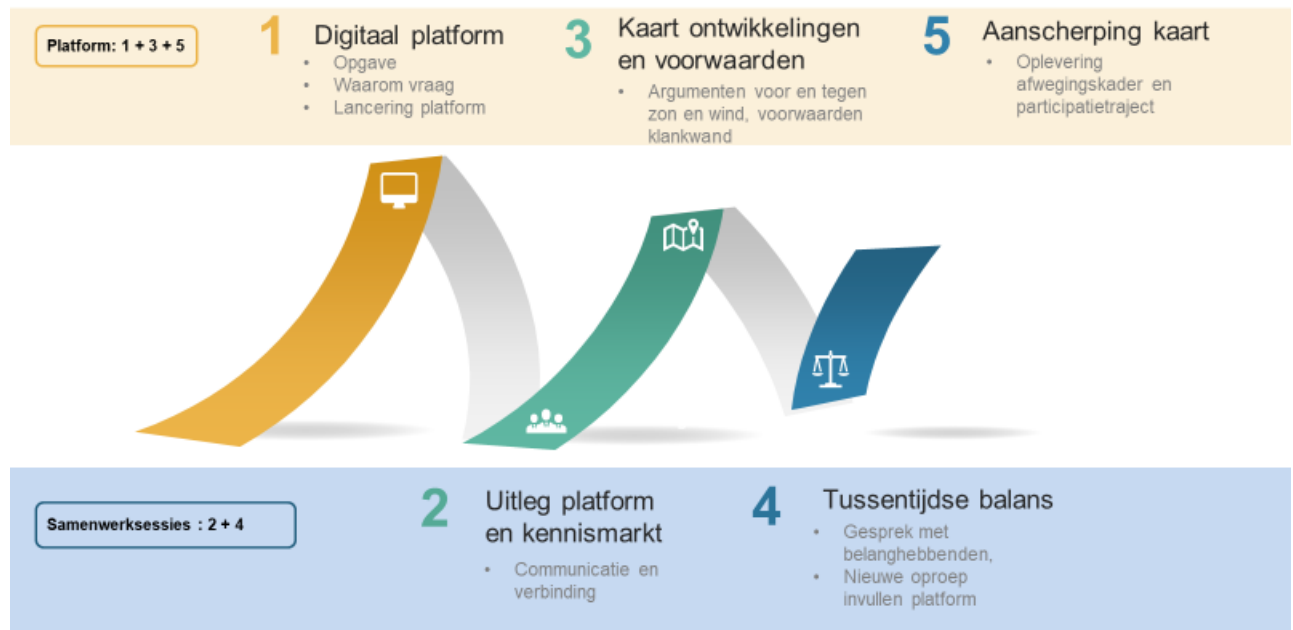 Platform: 1 + 3 + 5
1
Digitaal platform
• Opgave
• Waarom vraag
• Lancering platform
3
Kaart ontwikkelingen
en voorwaarden
• Argumenten voor en tegen
zon en wind, voorwaarden
klankwand
5
Aanscherping kaart
• Oplevering
afwegingskader en
participatietraject
Samenwerksessies : 2 + 4
2
Uitleg platform
en kennismarkt
• Communicatie en
verbinding
4
Tussentijdse balans
• Gesprek met
belanghebbenden,
• Nieuwe oproep
invullen platform